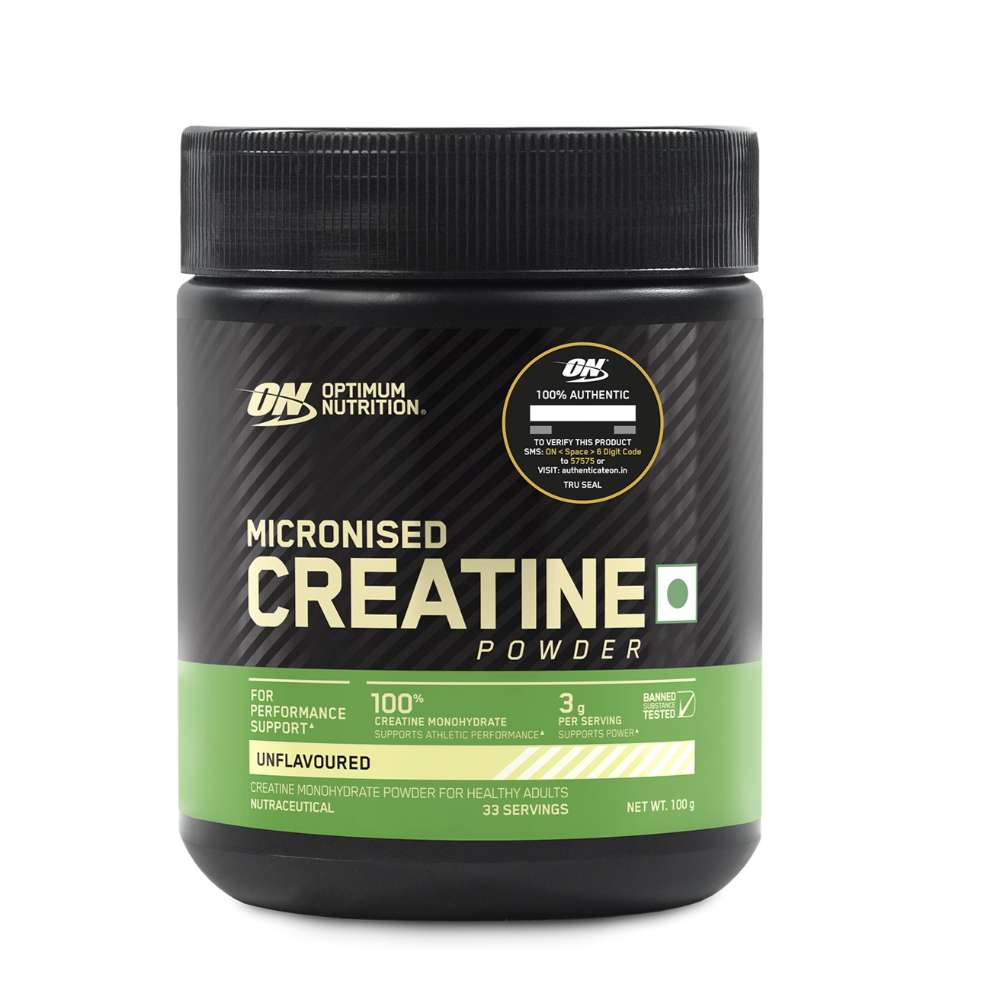 ON OPTIMUM
NUTRITION®
ON
100% AUTHENTIC
TO VERIFY THIS PRODUCT
SMS: ON < Space > 6 Digit Code
to 57575 or
VISIT: authenticateon.in
TRU SEAL
MICRONISED
CREATINE
POWDER
FOR
PERFORMANCE
SUPPORT▲
100%
CREATINE MONOHYDRATE
SUPPORTS ATHLETIC PERFORMANCE▲
3 g
PER SERVING
SUPPORTS POWER▲
BANNED
SUBSTANCE
TESTED
UNFLAVOURED
CREATINE MONOHYDRATE POWDER FOR HEALTHY ADULTS
NUTRACEUTICAL 33 SERVINGS NET WT. 100 g